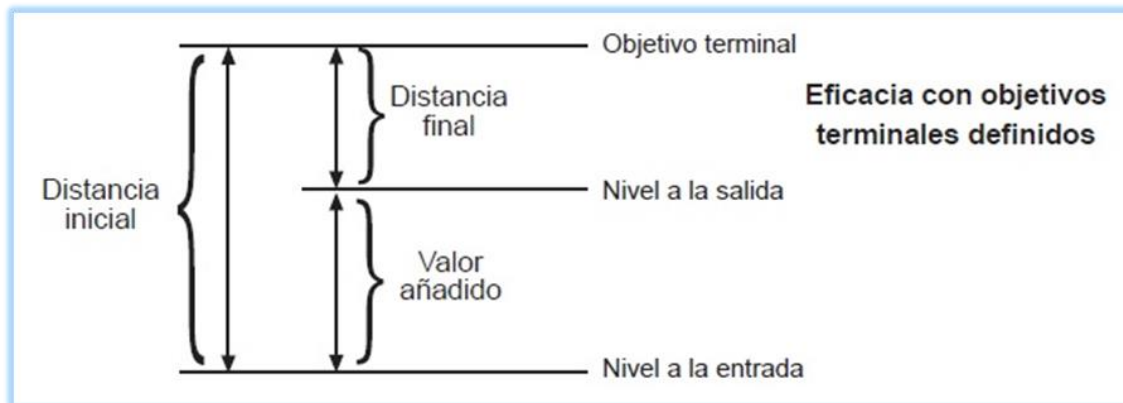 Objetivo terminal
Distancia
final
Eficacia con objetivos
terminales definidos
Distancia
inicial
Nivel a la salida
Valor
añadido
Nivel a la entrada